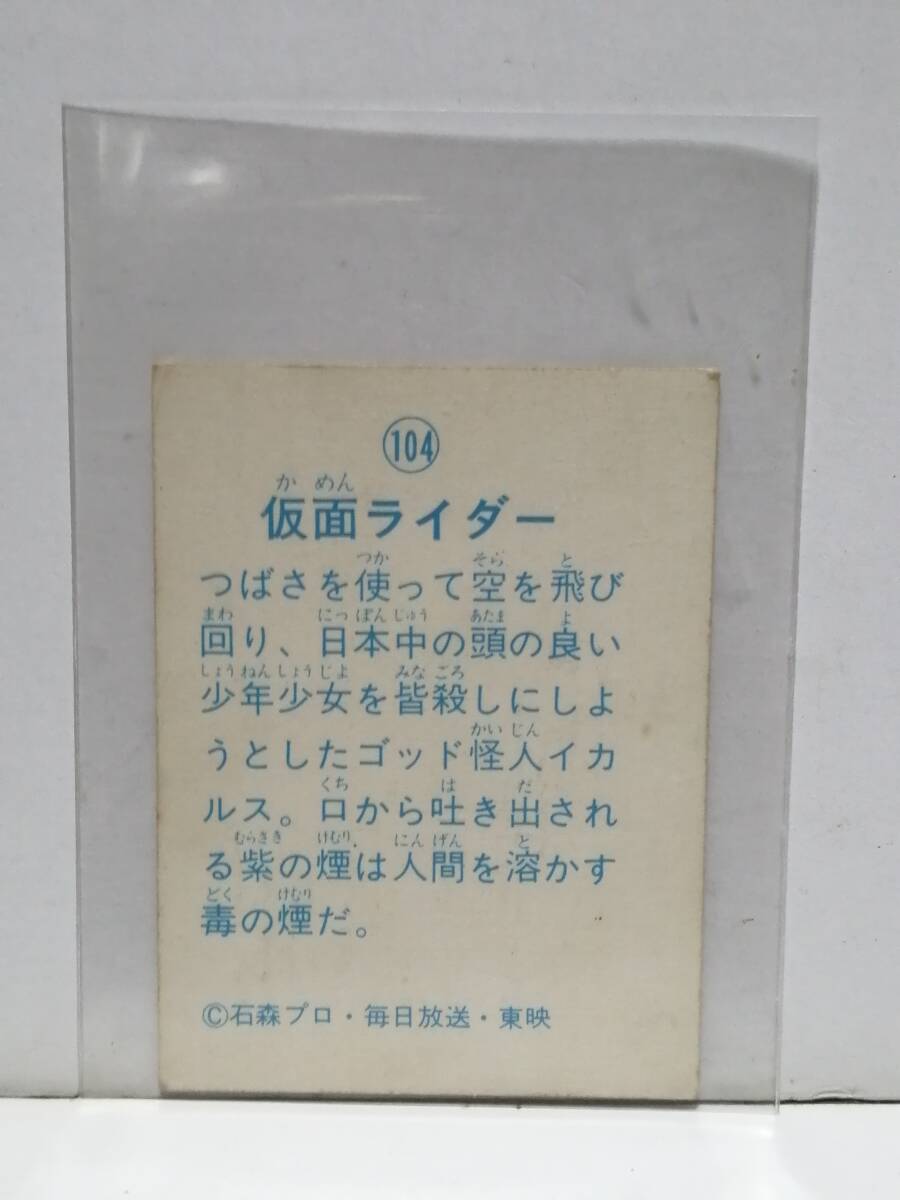 104
かめん
仮面ライダー
つか そら と
つばさを使って空を飛び
まわ にっぽんじゅう あたま よ
回り、日本中の頭の良い
しょうねんしょうじよ みなごろ
少年少女を皆殺しにしよ
かいじん
うとしたゴッド怪人イカ
くち は だ
ルス。口から吐き出され
むらさき けむり にんげん と
る紫の煙は人間を溶かす
どく けむり
毒の煙だ。
©石森プロ・毎日放送・東映